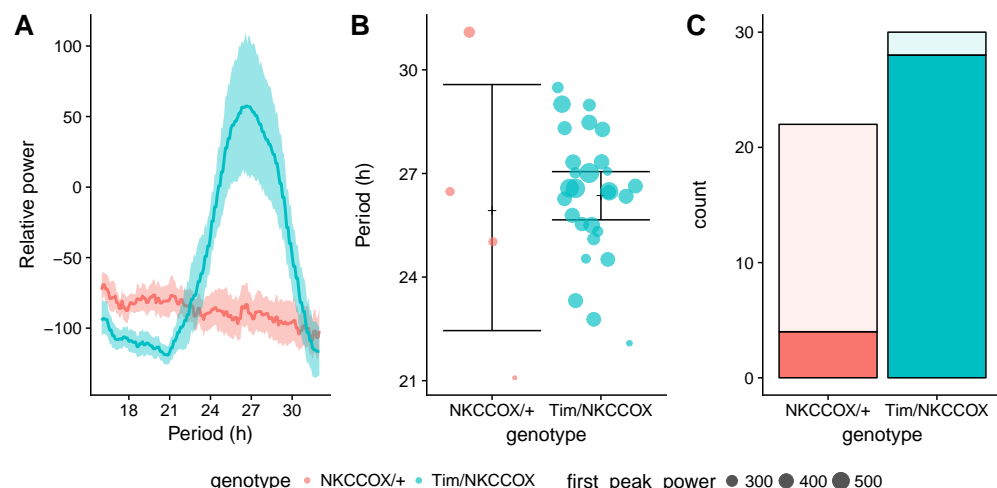 A
Relative power
100
50
0
−50
−100
18 21 24 27 30
Period (h)
B
Period (h)
30
27
24
21
NKCCOX/+ Tim/NKCCOX
genotype
C
count
30
20
10
0
NKCCOX/+ Tim/NKCCOX
genotype
genotype NKCCOX/+ Tim/NKCCOX first_peak_power 300 400 500